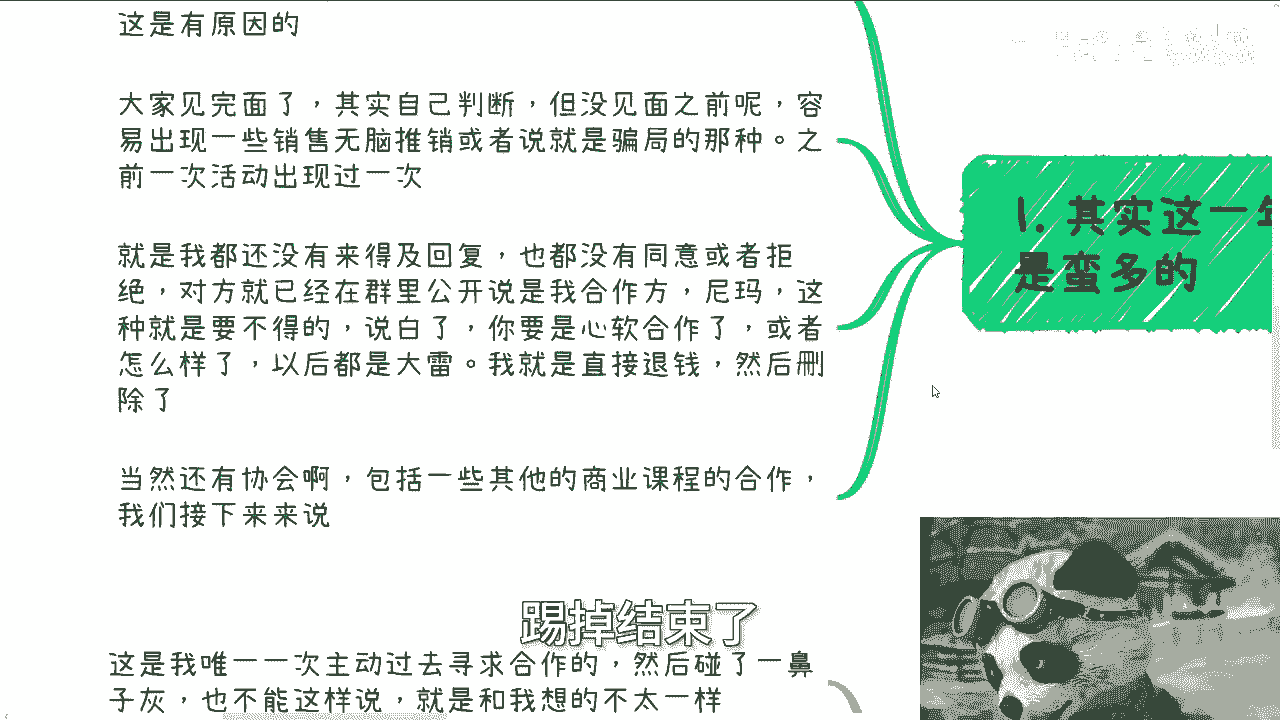 这是有原因的
大家见完面了，其实自己判断，但没见面之前呢，容
易出现一些销售无脑推销或者说就是骗局的那种。之
前一次活动出现过一次
就是我都还没有来得及回复，也都没有同意或者拒
绝，对方就已经在群里公开说是我合作方，尼玛，这
种就是要不得的，说白了，你要是心软合作了，或者
怎么样了，以后都是大雷。我就是直接退钱，然后删
除了
当然还有协会啊，包括一些其他的商业课程的合作，
我们接下来来说
1. 其实这一年
是蛮多的
踢掉结束了
这是我唯一一次主动过去寻求合作的，然后碰了一鼻
子灰，也不能这样说，就是和我想的不太一样